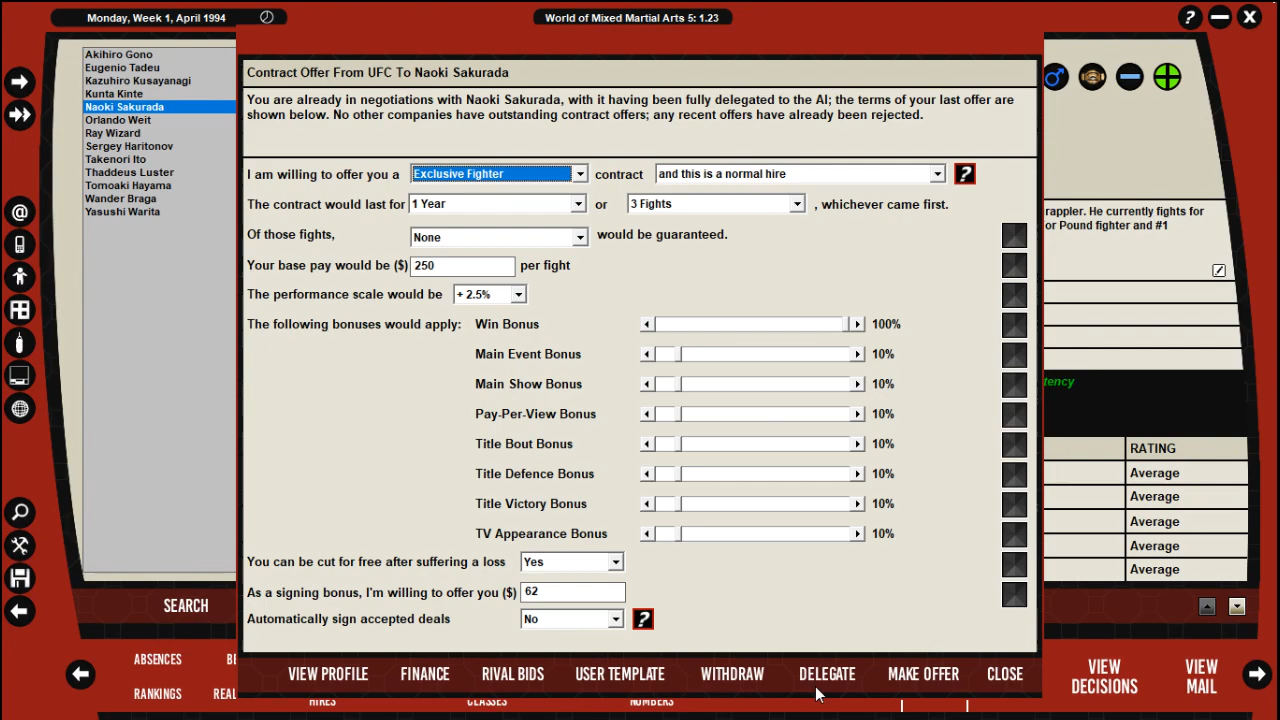 Monday, Week 1, April 1994
World of Mixed Martial Arts 5: 1.23
Akihiro Gono
Eugenio Tadeu
Kazuhiro Kusayanagi
Kunta Kinte
Naoki Sakurada
Orlando Weit
Ray Wizard
Sergey Haritonov
Takenori Ito
Thaddeus Luster
Tomoaki Hayama
Wander Braga
Yasushi Warita
Contract Offer From UFC To Naoki Sakurada
You are already in negotiations with Naoki Sakurada, with it having been fully delegated to the AI; the terms of your last offer are
shown below. No other companies have outstanding contract offers; any recent offers have already been rejected.
I am willing to offer you a Exclusive Fighter contract and this is a normal hire ?
The contract would last for 1 Year or 3 Fights , whichever came first.
Of those fights, None would be guaranteed.
Your base pay would be ($) 250 per fight
The performance scale would be + 2.5%
The following bonuses would apply: Win Bonus 100%
Main Event Bonus 10%
Main Show Bonus 10%
Pay-Per-View Bonus 10%
Title Bout Bonus 10%
Title Defence Bonus 10%
Title Victory Bonus 10%
TV Appearance Bonus 10%
You can be cut for free after suffering a loss Yes
As a signing bonus, I'm willing to offer you ($) 62
Automatically sign accepted deals No ?
VIEW PROFILE FINANCE RIVAL BIDS USER TEMPLATE WITHDRAW DELEGATE MAKE OFFER CLOSE
rappler. He currently fights for
or Pound fighter and #1
tency
RATING
Average
Average
Average
Average
Average
SEARCH
ABSENCES
RANKINGS
HIRES
CLASSES
NUMBERS
VIEW
DECISIONS
VIEW
MAIL